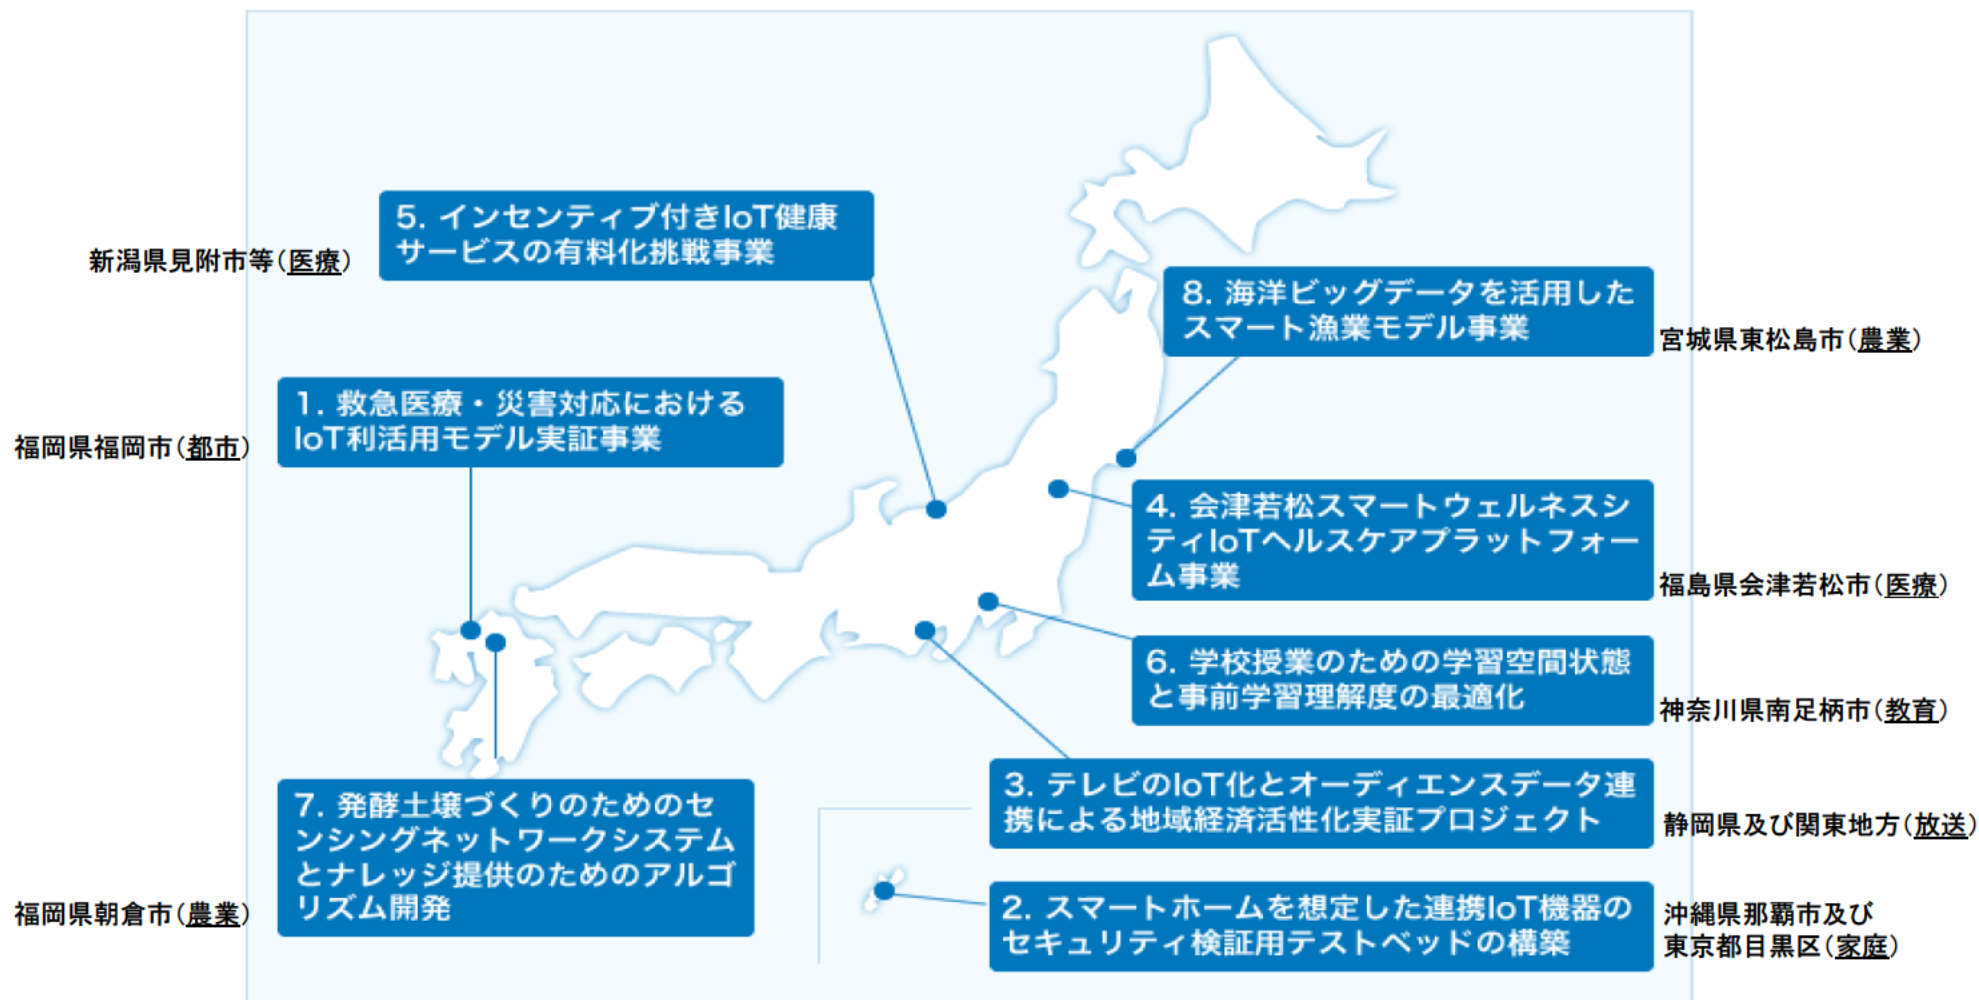 5. インセンティブ付きIoT健康
サービスの有料化挑戦事業
新潟県見附市等(医療)
8. 海洋ビッグデータを活用した
スマート漁業モデル事業
宮城県東松島市(農業)
1. 救急医療・災害対応における
IoT利活用モデル実証事業
福岡県福岡市(都市)
4. 会津若松スマートウェルネスシ
ティIoTヘルスケアプラットフォー
ム事業
福島県会津若松市(医療)
6. 学校授業のための学習空間状態
と事前学習理解度の最適化
神奈川県南足柄市(教育)
3. テレビのIoT化とオーディエンスデータ連
携による地域経済活性化実証プロジェクト
静岡県及び関東地方(放送)
7. 発酵土壌づくりのためのセ
ンシングネットワークシステム
とナレッジ提供のためのアルゴ
リズム開発
福岡県朝倉市(農業)
2. スマートホームを想定した連携IoT機器の
セキュリティ検証用テストベッドの構築
沖縄県那覇市及び
東京都目黒区(家庭)